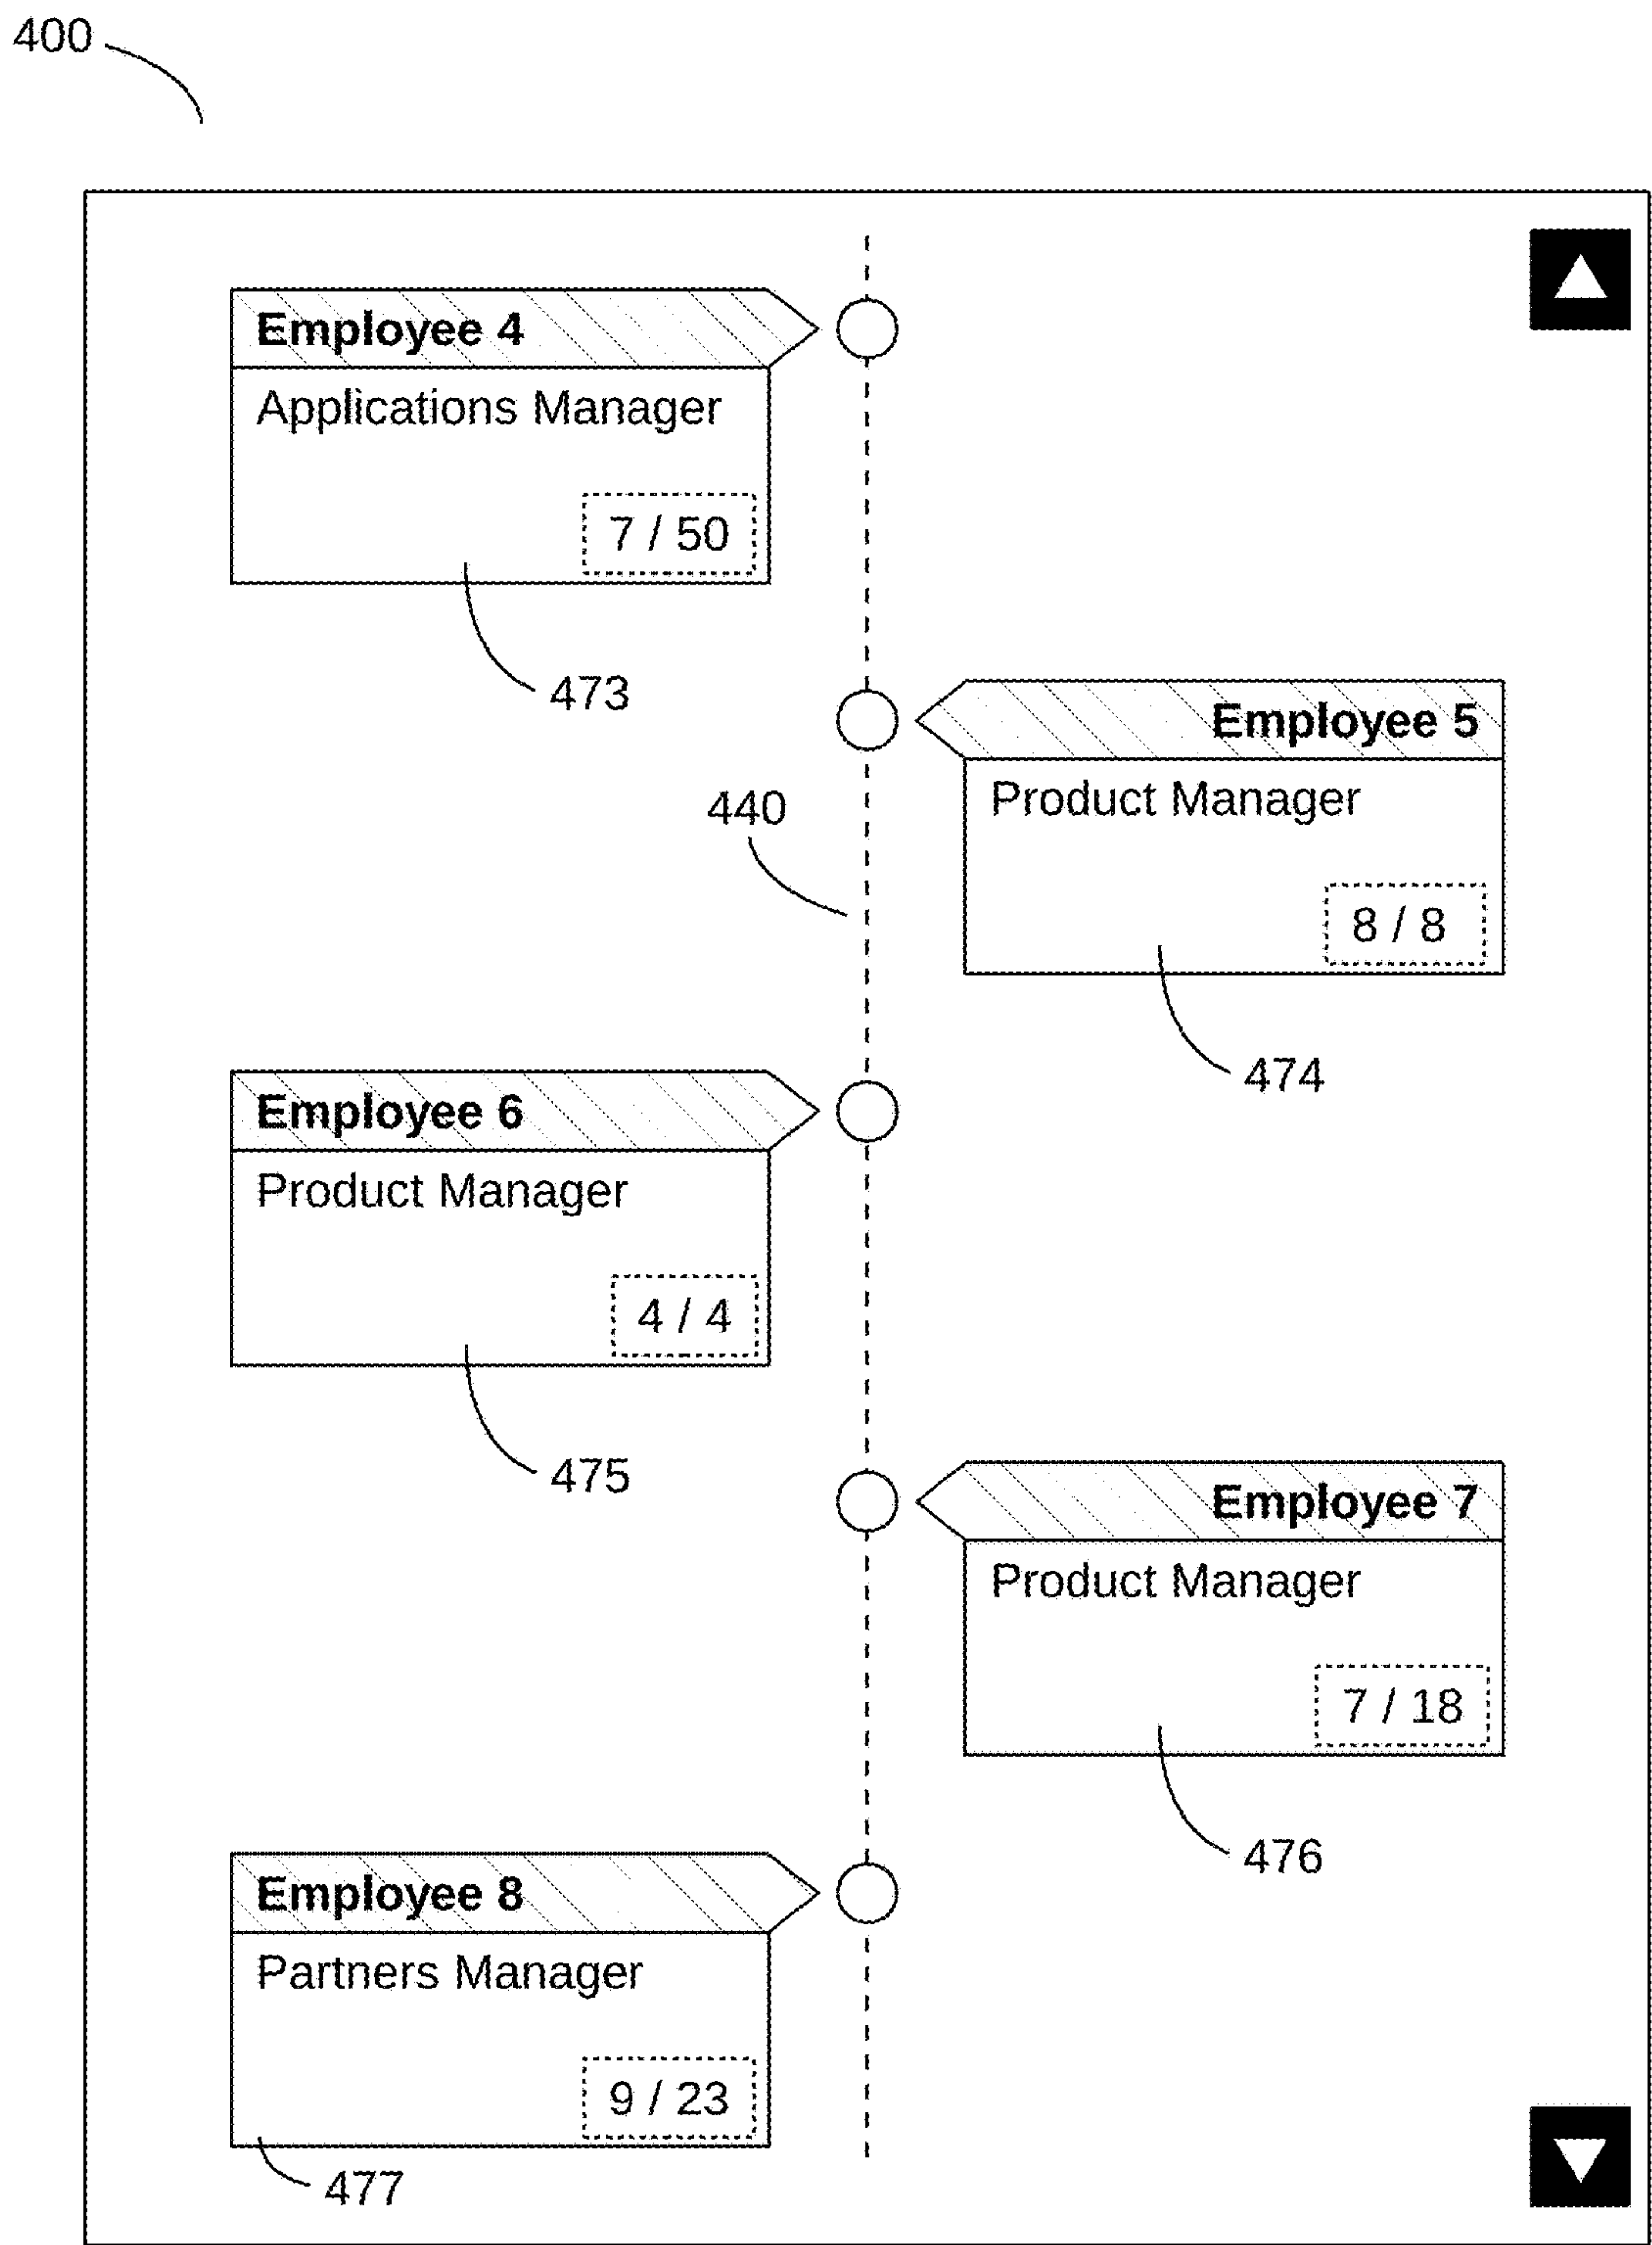 400
Employee 4
Applications Manager
7 / 50
473
Employee 5
Product Manager
8 / 8
440
474
Employee 6
Product Manager
4 / 4
475
Employee 7
Product Manager
7 / 18
476
Employee 8
Partners Manager
9 / 23
477